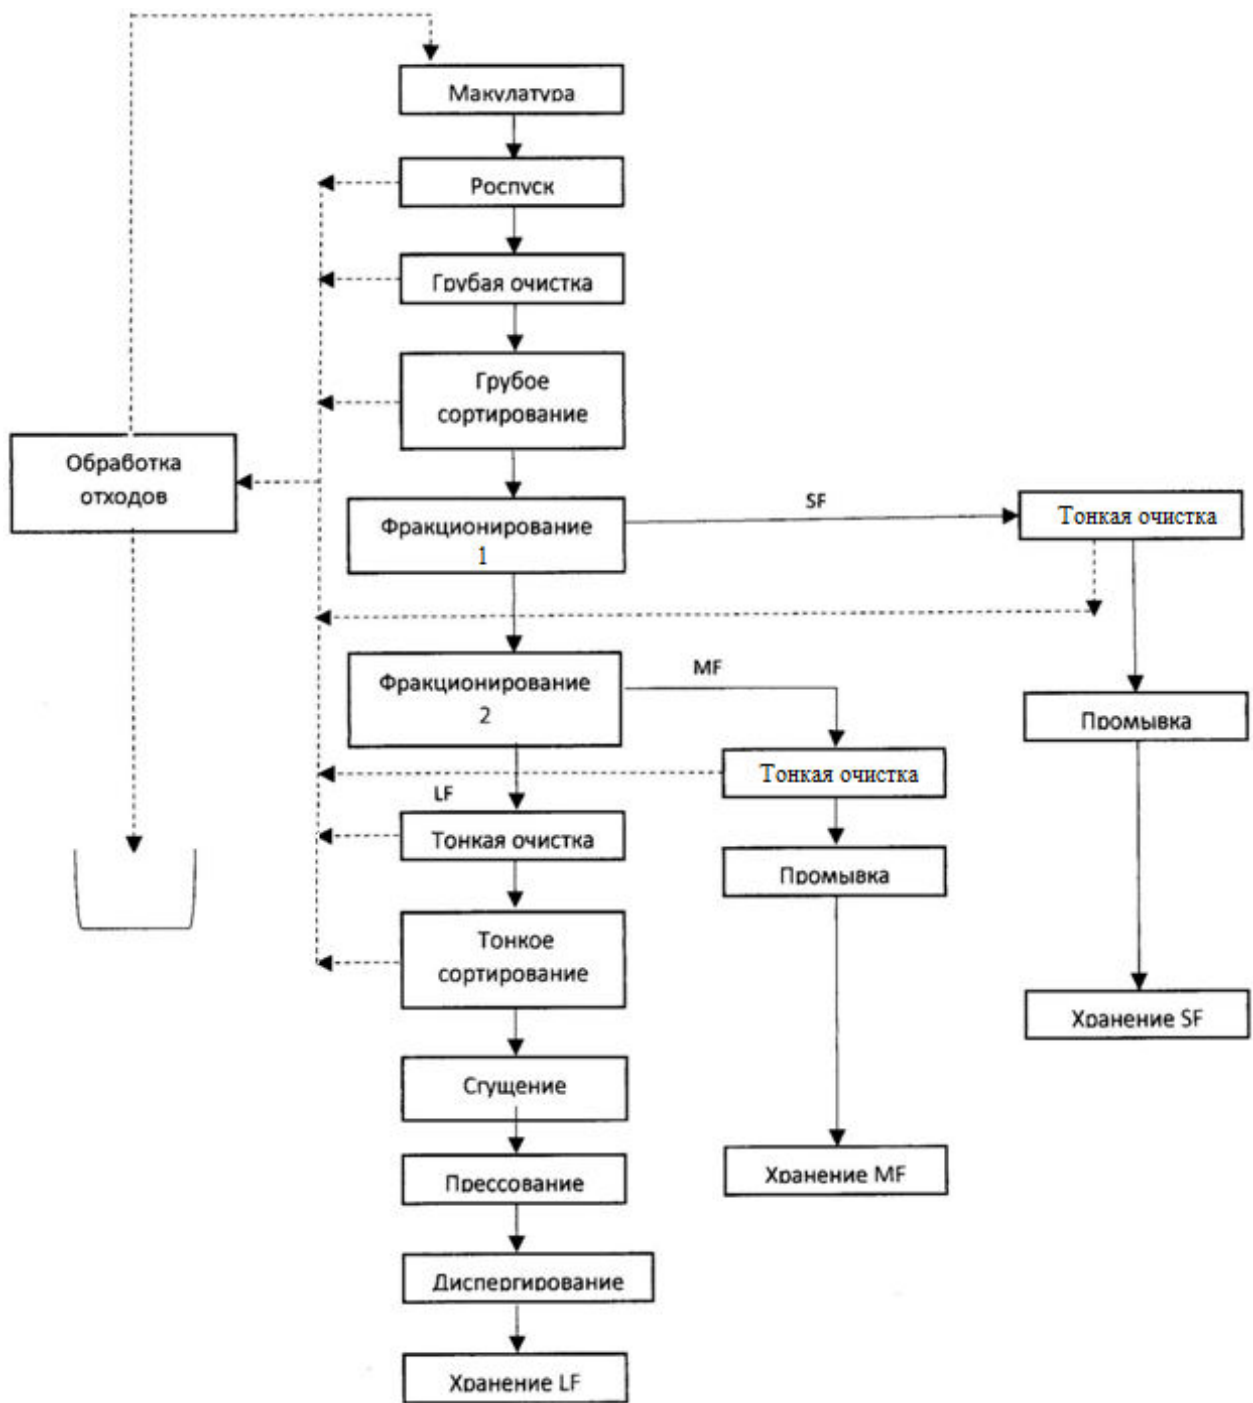 Макулатура
Роспуск
Грубая очистка
Грубое
сортирование
Обработка
отходов
Фракционирование
1
SF
Тонкая очистка
Фракционирование
2
MF
Промывка
Тонкая очистка
LF
Тонкая очистка
Промывка
Тонкое
сортирование
Хранение SF
Сгущение
Прессование
Хранение MF
Диспергирование
Хранение LF